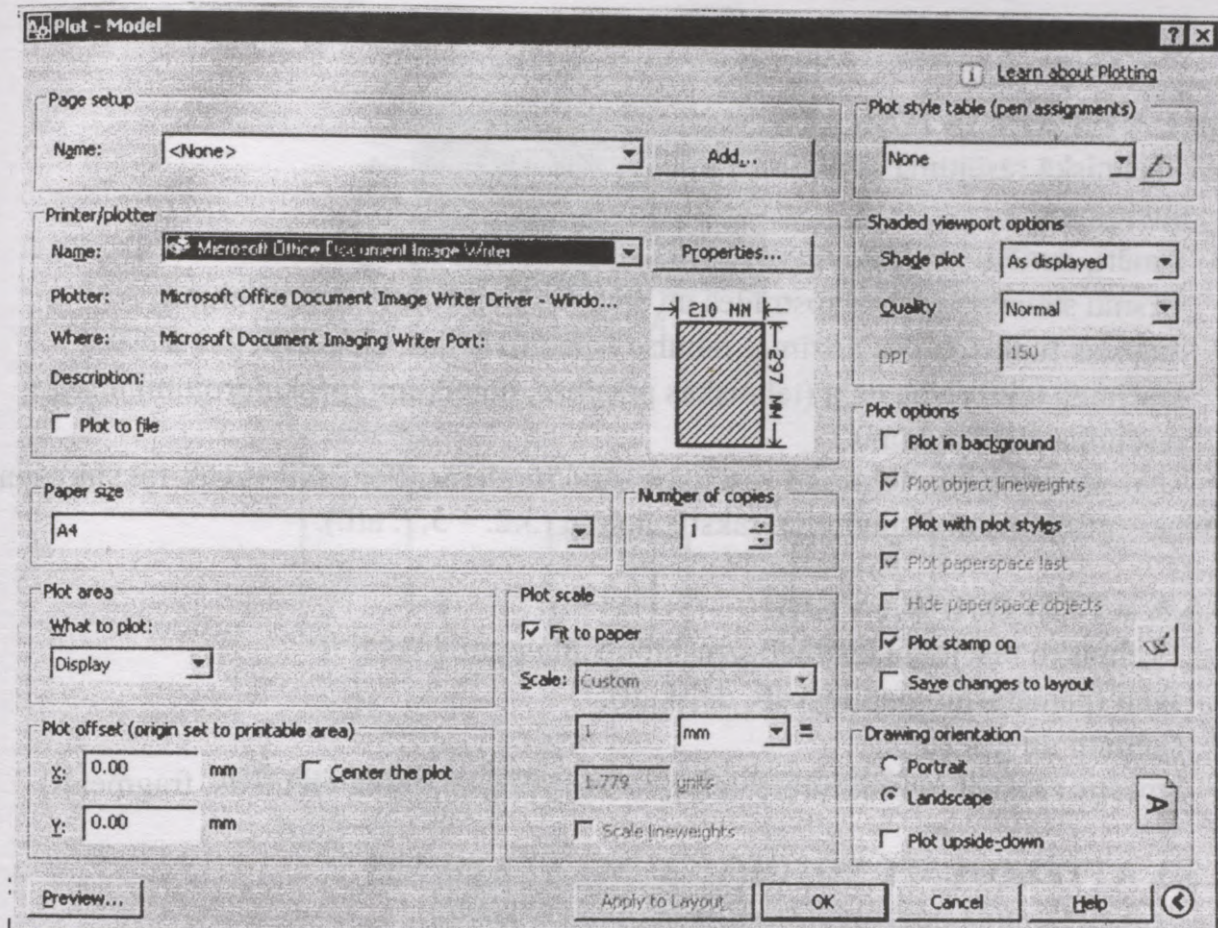 Plot - Model
Learn about Plotting
Page setup
Name: <None> Add...
Plot style table (pen assignments)
None
Printer/plotter
Name: Microsoft Office Document Image Writer Properties...
Plotter: Microsoft Office Document Image Writer Driver - Windo...
Where: Microsoft Document Imaging Writer Port:
Description:
Plot to file
210 MM
297 MM
Shaded viewport options
Shade plot As displayed
Quality Normal
DPI 150
Paper size
A4
Number of copies
1
Plot options
Plot in background
Plot object lineweights
Plot with plot styles
Plot paperspace last
Hide paperspace objects
Plot stamp on
Save changes to layout
Plot area
What to plot:
Display
Plot scale
Fit to paper
Scale: Custom
1 mm =
1.779 units
Scale lineweights
Plot offset (origin set to printable area)
X: 0.00 mm Center the plot
Y: 0.00 mm
Drawing orientation
Portrait
Landscape
A
Plot upside-down
Preview... Apply to Layout OK Cancel Help